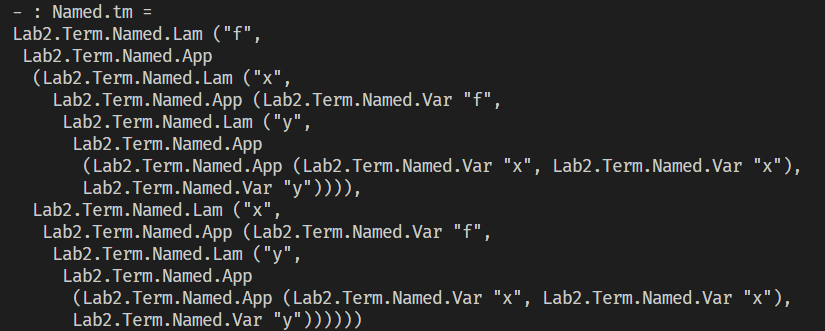 - : Named.tm =
Lab2.Term.Named.Lam ("f",
 Lab2.Term.Named.App
  (Lab2.Term.Named.Lam ("x",
    Lab2.Term.Named.App (Lab2.Term.Named.Var "f",
     Lab2.Term.Named.Lam ("y",
      Lab2.Term.Named.App
       (Lab2.Term.Named.App (Lab2.Term.Named.Var "x", Lab2.Term.Named.Var "x"),
       Lab2.Term.Named.Var "y")))),
  Lab2.Term.Named.Lam ("x",
   Lab2.Term.Named.App (Lab2.Term.Named.Var "f",
    Lab2.Term.Named.Lam ("y",
     Lab2.Term.Named.App
      (Lab2.Term.Named.App (Lab2.Term.Named.Var "x", Lab2.Term.Named.Var "x"),
      Lab2.Term.Named.Var "y"))))))